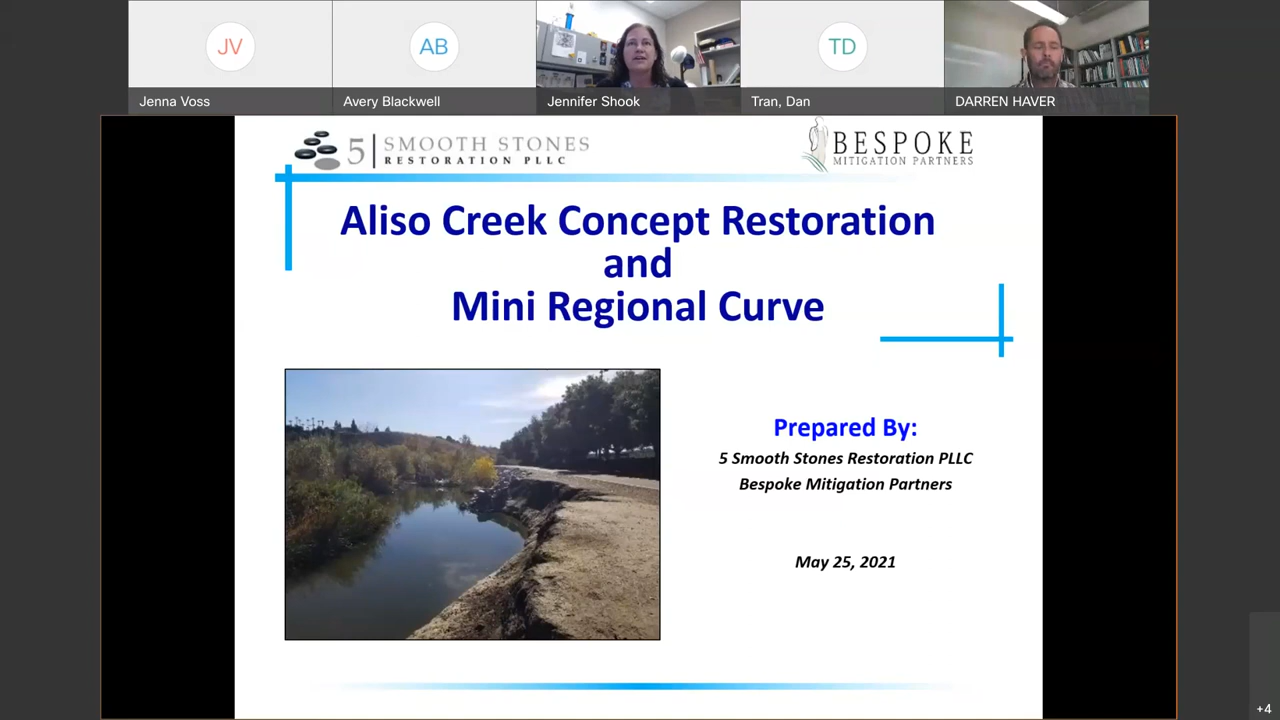 JV
AB
TD
Jenna Voss
Avery Blackwell
Jennifer Shook
Tran, Dan
DARREN HAVER
5 SMOOTH STONES
RESTORATION PLLC
BESPOKE
MITIGATION PARTNERS
Aliso Creek Concept Restoration
and
Mini Regional Curve
Prepared By:
5 Smooth Stones Restoration PLLC
Bespoke Mitigation Partners
May 25, 2021
+4